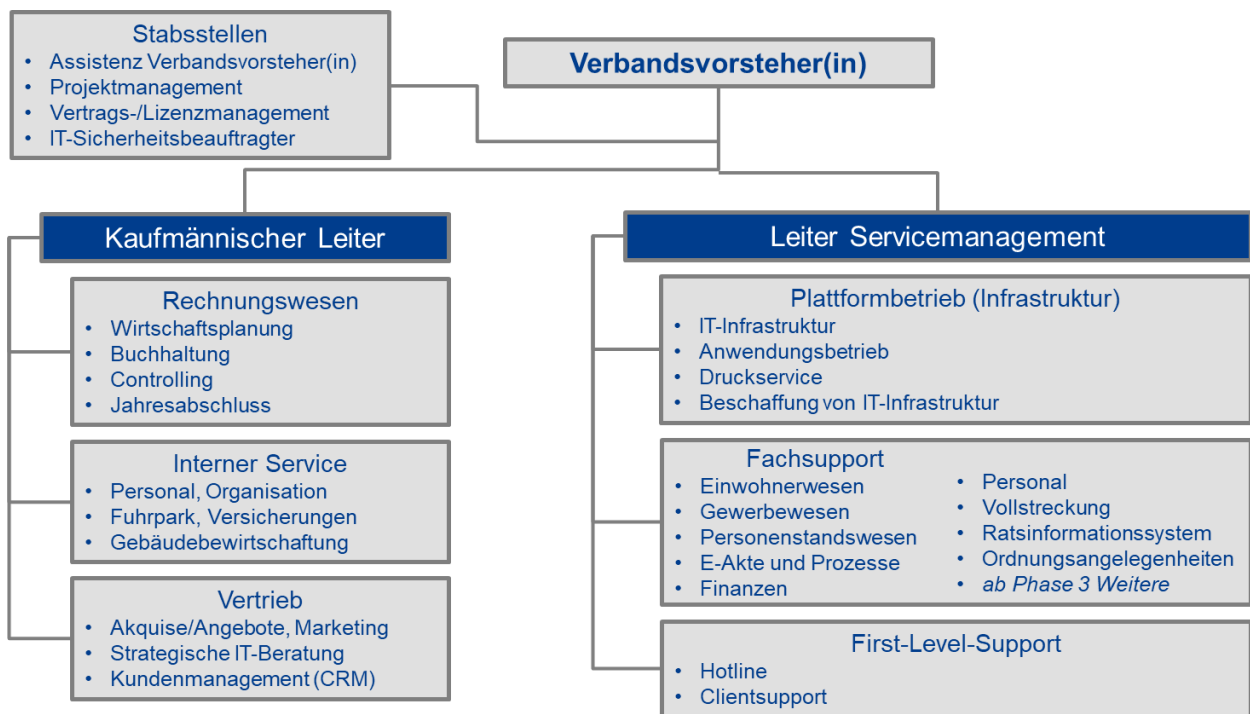 Stabsstellen
• Assistenz Verbandsvorsteher(in)
• Projektmanagement
• Vertrags-/Lizenzmanagement
• IT-Sicherheitsbeauftragter
Verbandsvorsteher(in)
Kaufmännischer Leiter
Rechnungswesen
• Wirtschaftsplanung
• Buchhaltung
• Controlling
• Jahresabschluss
Interner Service
• Personal, Organisation
• Fuhrpark, Versicherungen
• Gebäudebewirtschaftung
Vertrieb
• Akquise/Angebote, Marketing
• Strategische IT-Beratung
• Kundenmanagement (CRM)
Leiter Servicemanagement
Plattformbetrieb (Infrastruktur)
• IT-Infrastruktur
• Anwendungsbetrieb
• Druckservice
• Beschaffung von IT-Infrastruktur
Fachsupport
• Einwohnerwesen
• Gewerbewesen
• Personenstandswesen
• E-Akte und Prozesse
• Finanzen
• Personal
• Vollstreckung
• Ratsinformationssystem
• Ordnungsangelegenheiten
• ab Phase 3 Weitere
First-Level-Support
• Hotline
• Clientsupport